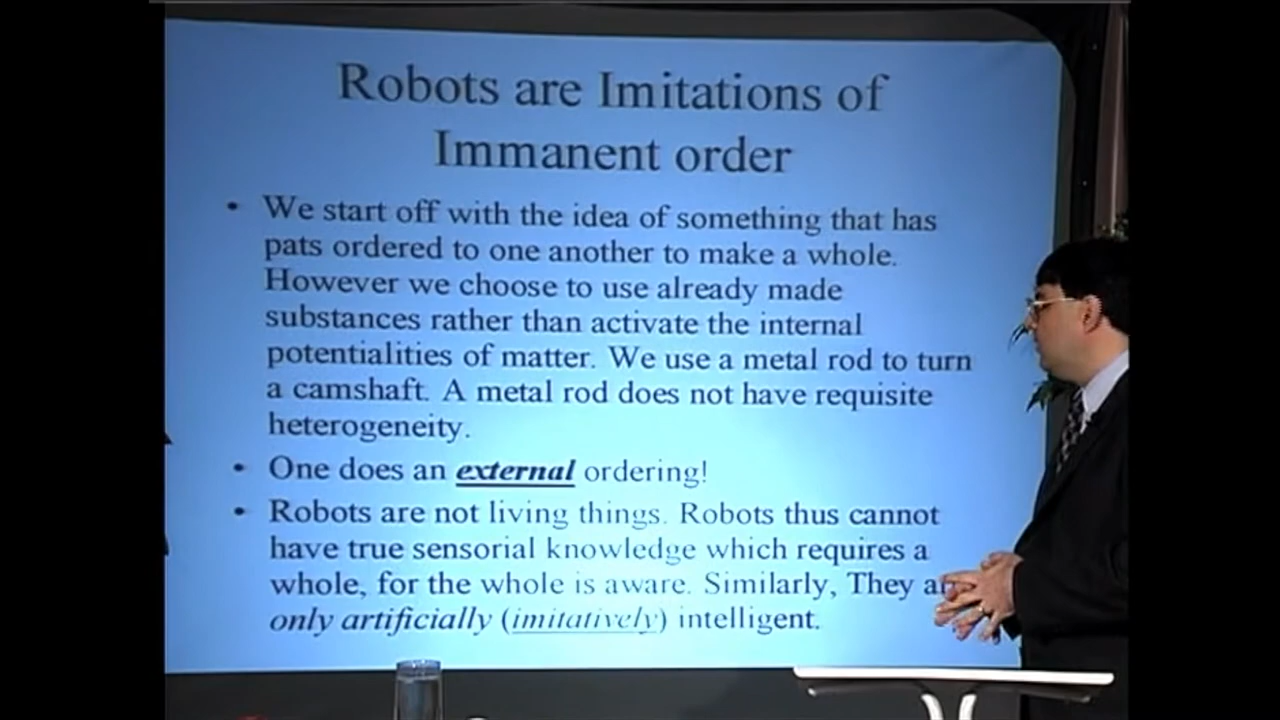 Robots are Imitations of
Immanent order
• We start off with the idea of something that has
pats ordered to one another to make a whole.
However we choose to use already made
substances rather than activate the internal
potentialities of matter. We use a metal rod to turn
a camshaft. A metal rod does not have requisite
heterogeneity.
• One does an external ordering!
• Robots are not living things. Robots thus cannot
have true sensorial knowledge which requires a
whole, for the whole is aware. Similarly, They
only artificially (imitatively) intelligent.